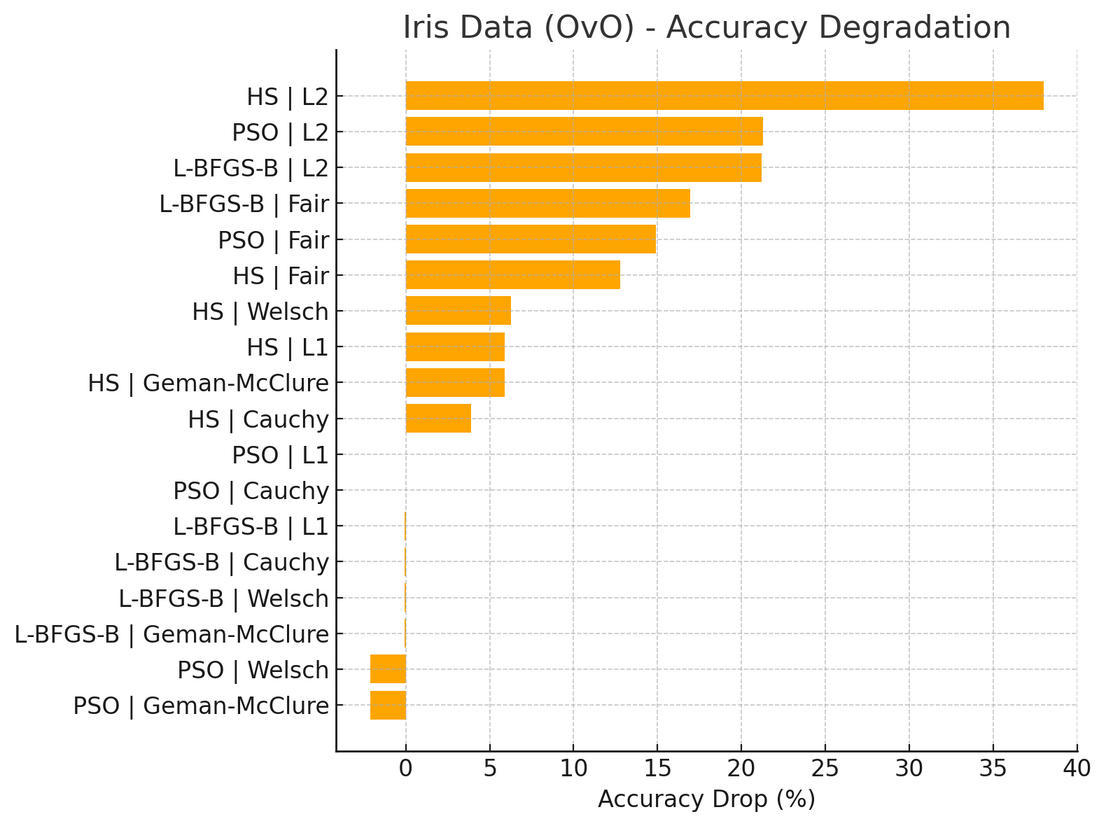 Iris Data (OvO) - Accuracy Degradation
HS | L2
PSO | L2
L-BFGS-B | L2
L-BFGS-B | Fair
PSO | Fair
HS | Fair
HS | Welsch
HS | L1
HS | Geman-McClure
HS | Cauchy
PSO | L1
PSO | Cauchy
L-BFGS-B | L1
L-BFGS-B | Cauchy
L-BFGS-B | Welsch
L-BFGS-B | Geman-McClure
PSO | Welsch
PSO | Geman-McClure
0 5 10 15 20 25 30 35 40
Accuracy Drop (%)